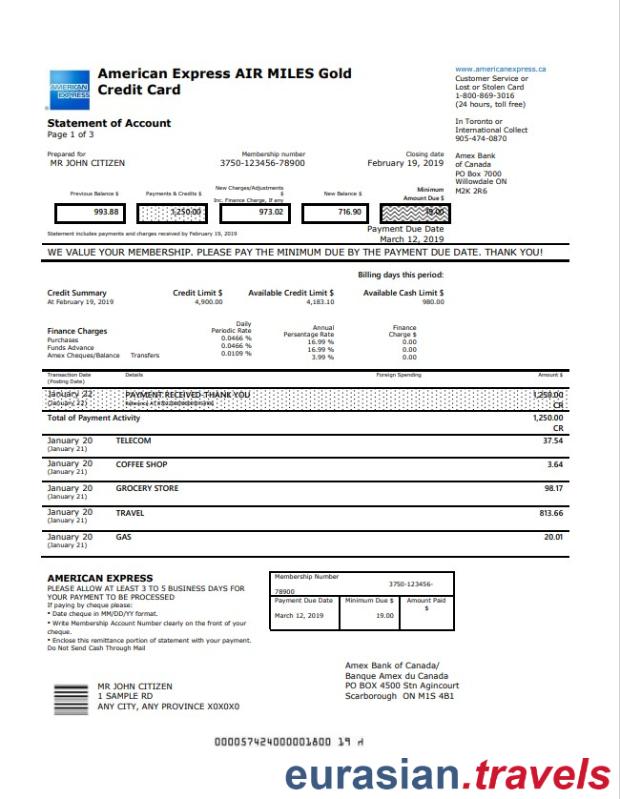 American Express AIR MILES Gold
Credit Card
AMERICAN
EXPRESS
www.americanexpress.ca
Customer Service or
Lost or Stolen Card
1-800-869-3016
(24 hours, toll free)
In Toronto or
International Collect
905-474-0870
Amex Bank
of Canada
PO Box 7000
Willowdale ON
M2K 2R6
Statement of Account
Page 1 of 3
Prepared for Membership number Closing date
MR JOHN CITIZEN 3750-123456-78900 February 19, 2019
Previous Balance $ Payments & Credits $ New Charges/Adjustments $ Inc. Finance Charge, If any New Balance $ Minimum Amount Due $
993.88 1,250.00 973.02 716.90 19.00
Statement includes payments and charges received by February 19, 2019
Payment Due Date
March 12, 2019
WE VALUE YOUR MEMBERSHIP. PLEASE PAY THE MINIMUM DUE BY THE PAYMENT DUE DATE. THANK YOU!
Billing days this period:
Credit Summary Credit Limit $ Available Credit Limit $ Available Cash Limit $
At February 19, 2019 4,900.00 4,183.10 980.00
Finance Charges Daily Periodic Rate Annual Persentage Rate Finance Charge $
Purchases 0.0466 % 16.99 % 0.00
Funds Advance 0.0466 % 16.99 % 0.00
Amex Cheques/Balance Transfers 0.0109 % 3.99 % 0.00
Transaction Date Details Foreign Spending Amount $
(Posting Date)
January 22 PAYMENT RECEIVED-THANK YOU 1,250.00
(January 22) CR
Total of Payment Activity 1,250.00
CR
January 20 TELECOM 37.54
(January 21)
January 20 COFFEE SHOP 3.64
(January 21)
January 20 GROCERY STORE 98.17
(January 21)
January 20 TRAVEL 813.66
(January 21)
January 20 GAS 20.01
(January 21)
AMERICAN EXPRESS
PLEASE ALLOW AT LEAST 3 TO 5 BUSINESS DAYS FOR
YOUR PAYMENT TO BE PROCESSED
If paying by cheque please:
• Date cheque in MM/DD/YY format.
• Write Membership Account Number clearly on the front of your
cheque.
• Enclose this remittance portion of statement with your payment.
Do Not Send Cash Through Mail
Membership Number
3750-123456-
78900
Payment Due Date Minimum Due $ Amount Paid $
March 12, 2019 19.00
Amex Bank of Canada/
Banque Amex du Canada
PO BOX 4500 Stn Agincourt
Scarborough ON M1S 4B1
MR JOHN CITIZEN
1 SAMPLE RD
ANY CITY, ANY PROVINCE X0X0X0
000057424000001800 19
eurasian.travels